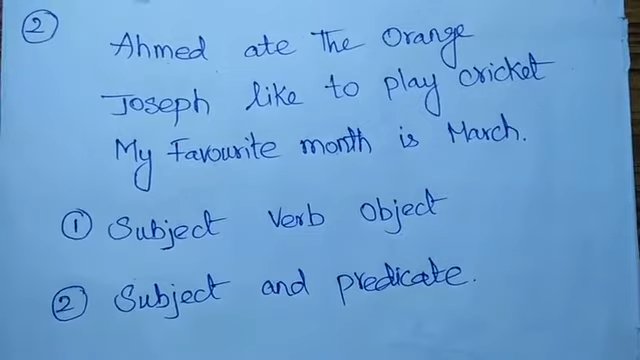 ②
Ahmed ate The Orange
Joseph like to play cricket
My Favourite month is March.
① Subject Verb Object
② Subject and predicate.